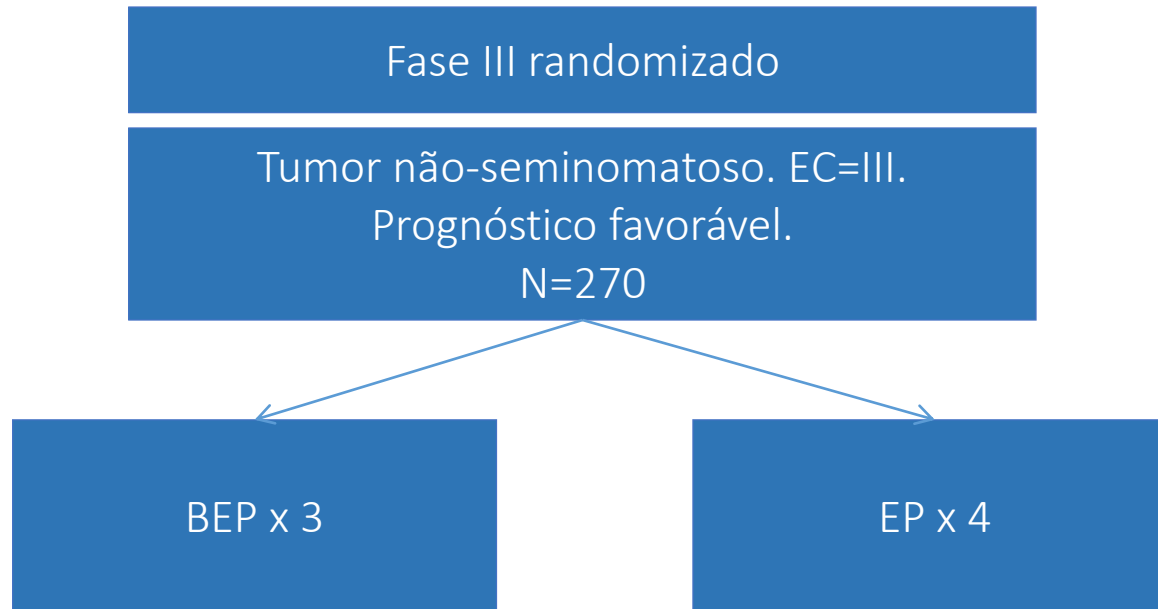 Fase III randomizado
Tumor não-seminomatoso. EC=III.
Prognóstico favorável.
N=270
BEP x 3
EP x 4